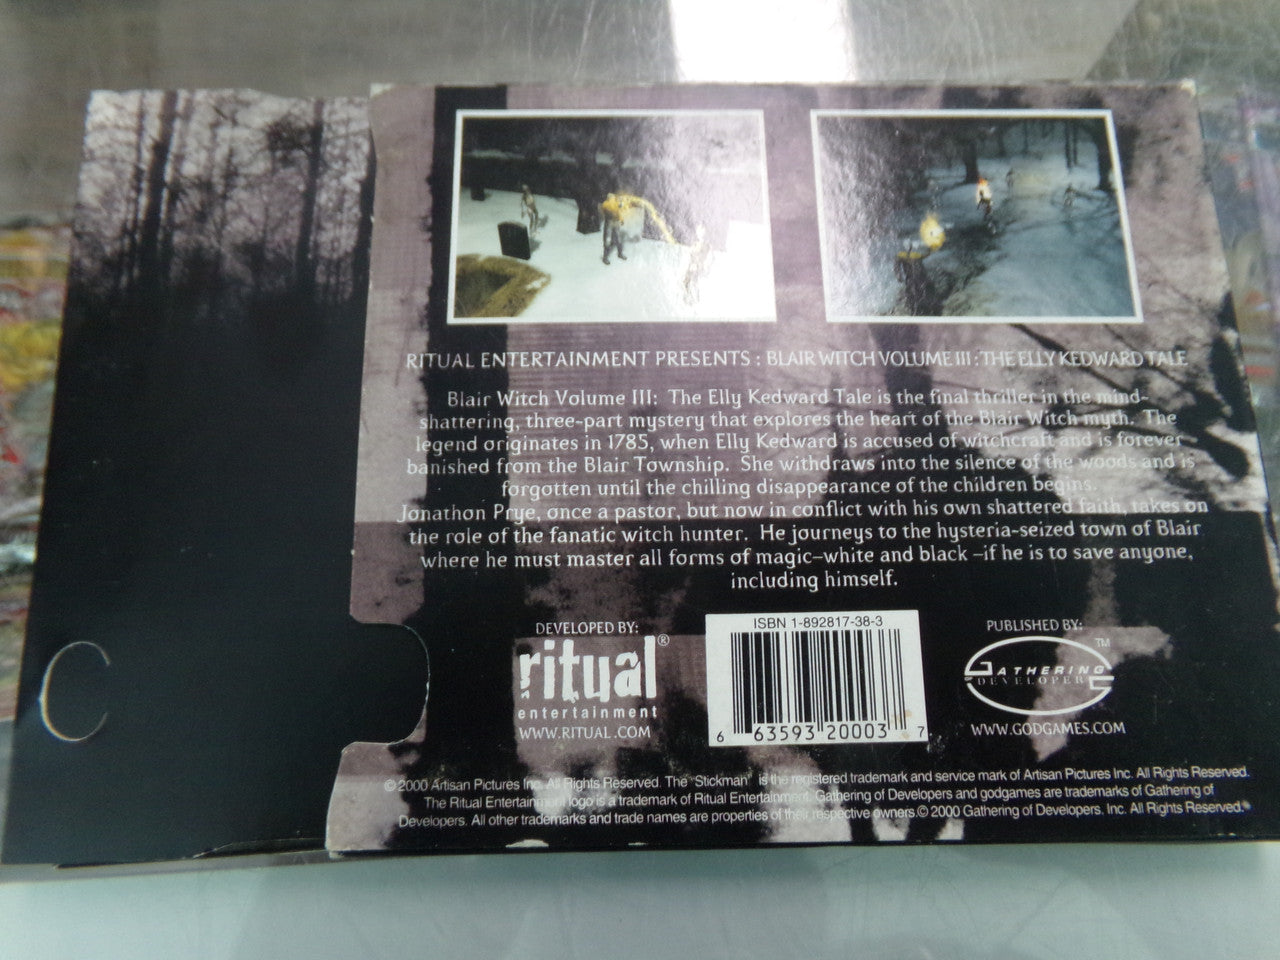 RITUAL ENTERTAINMENT PRESENTS : BLAIR WITCH VOLUME III : THE ELLY KEDWARD TALE
Blair Witch Volume III: The Elly Kedward Tale is the final thriller in the mind-
shattering, three-part mystery that explores the heart of the Blair Witch myth. The
legend originates in 1785, when Elly Kedward is accused of witchcraft and is forever
banished from the Blair Township. She withdraws into the silence of the woods and is
forgotten until the chilling disappearance of the children begins.
Jonathon Prye, once a pastor, but now in conflict with his own shattered faith, takes on
the role of the fanatic witch hunter. He journeys to the hysteria-seized town of Blair
where he must master all forms of magic—white and black —if he is to save anyone,
including himself.
DEVELOPED BY:
ritual®
entertainment
WWW.RITUAL.COM
ISBN 1-892817-38-3
6 63593 20003 7
PUBLISHED BY:
GATHERING TM
DEVELOPERS
WWW.GODGAMES.COM
©2000 Artisan Pictures Inc. All Rights Reserved. The "Stickman" is the registered trademark and service mark of Artisan Pictures Inc. All Rights Reserved.
The Ritual Entertainment logo is a trademark of Ritual Entertainment. Gathering of Developers and godgames are trademarks of Gathering of
Developers. All other trademarks and trade names are properties of their respective owners.© 2000 Gathering of Developers, Inc. All Rights Reserved.